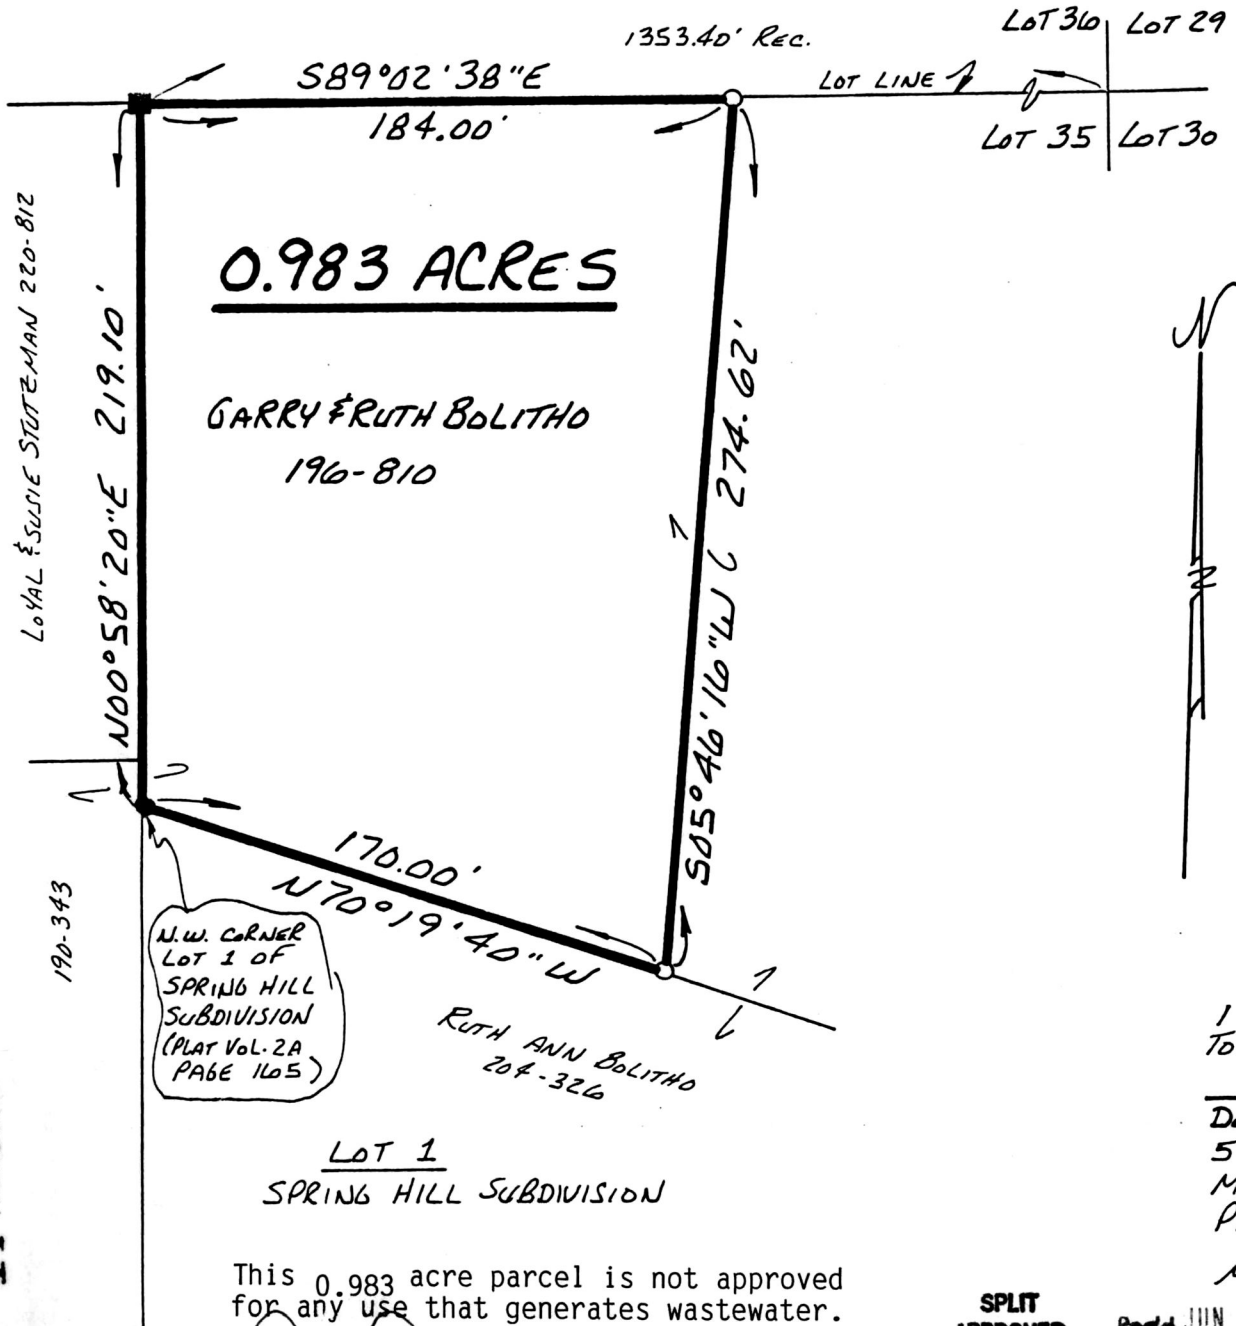 LOT 36 LOT 29
1353.40' REC.
S89°02'38"E
LOT LINE
184.00'
LOT 35 LOT 30
LOYAL & SUSIE STUTZMAN 220-812
0.983 ACRES
N
N00°58'20"E 219.10'
GARRY & RUTH BOLITHO
196-810
S05°46'16"W 274.62'
170.00'
N70°19'40"W
190-343
N.W. CORNER
LOT 1 OF
SPRING HILL
SUBDIVISION
(PLAT VOL. 2A
PAGE 165)
RUTH ANN BOLITHO
204-326
LOT 1
SPRING HILL SUBDIVISION
This 0.983 acre parcel is not approved
for any use that generates wastewater.
SPLIT
APPROVED
JUN